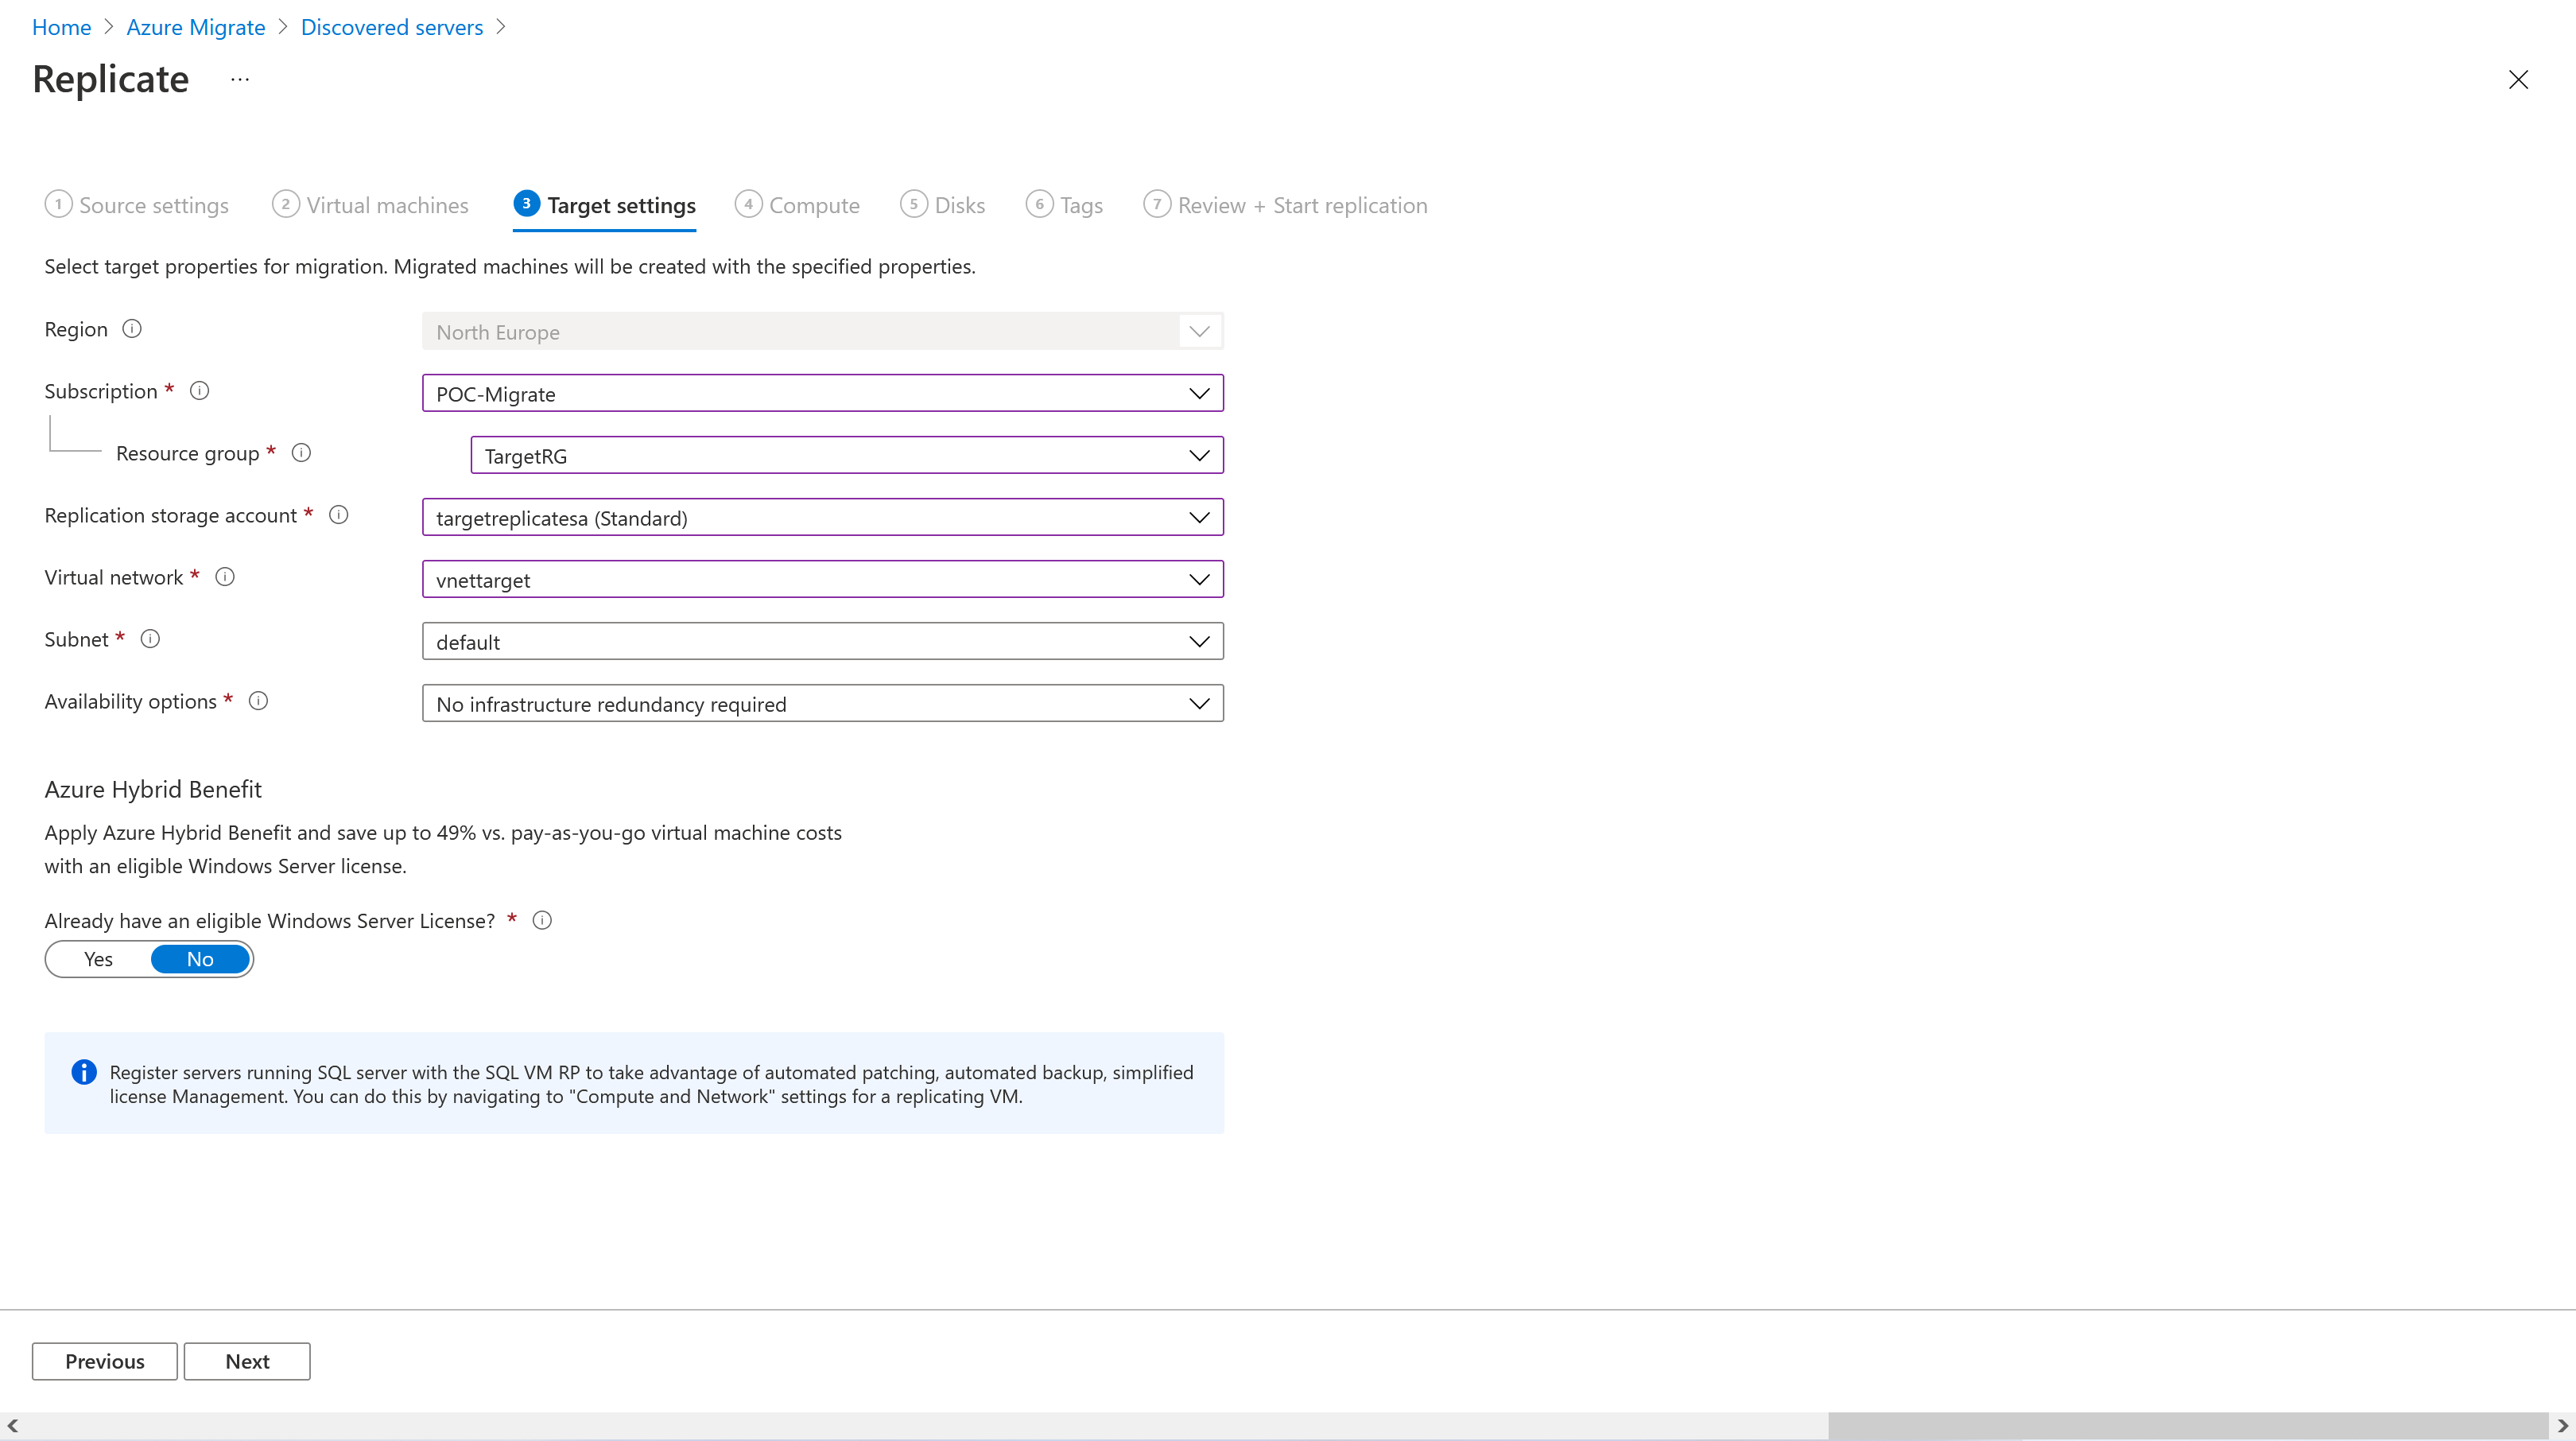 Home > Azure Migrate > Discovered servers >
Replicate ...
1 Source settings 2 Virtual machines 3 Target settings 4 Compute 5 Disks 6 Tags 7 Review + Start replication
Select target properties for migration. Migrated machines will be created with the specified properties.
Region North Europe
Subscription * POC-Migrate
Resource group * TargetRG
Replication storage account * targetreplicatesa (Standard)
Virtual network * vnettarget
Subnet * default
Availability options * No infrastructure redundancy required
Azure Hybrid Benefit
Apply Azure Hybrid Benefit and save up to 49% vs. pay-as-you-go virtual machine costs
with an eligible Windows Server license.
Already have an eligible Windows Server License? *
Yes No
Register servers running SQL server with the SQL VM RP to take advantage of automated patching, automated backup, simplified
license Management. You can do this by navigating to "Compute and Network" settings for a replicating VM.
Previous Next